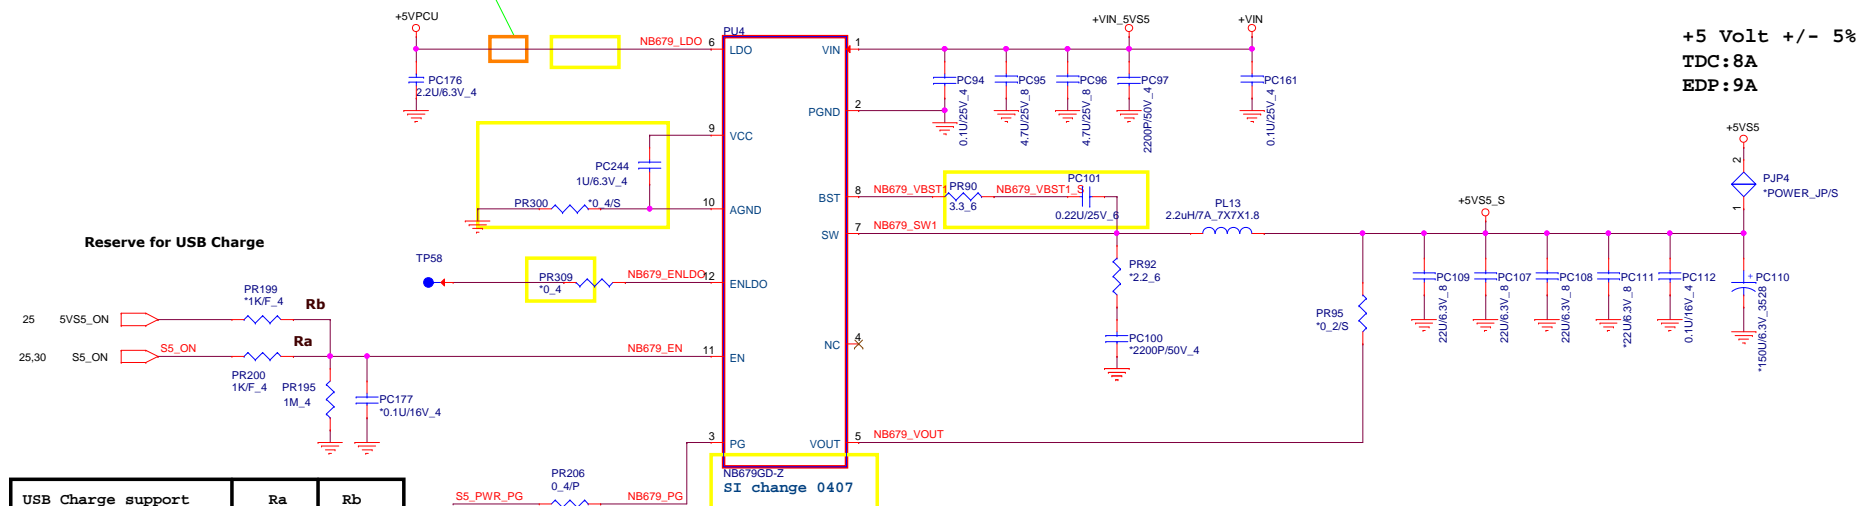 +5VPCU
PC176
2.2U/6.3V_4
NB679_LDO
6
LDO
PU4
VIN
1
+VIN_5VS5
+VIN
PC94
0.1U/25V_4
PC95
4.7U/25V_8
PC96
4.7U/25V_8
PC97
2200P/50V_4
PC161
0.1U/25V_4
+5 Volt +/- 5%
TDC:8A
EDP:9A
PGND
2
9
VCC
PC244
1U/6.3V_4
PR300
*0_4/S
10
AGND
BST
8
NB679_VBST1
PR90
3.3_6
NB679_VBST1_S
PC101
0.22U/25V_6
SW
7
NB679_SW1
PL13
2.2uH/7A_7X7X1.8
+5VS5_S
+5VS5
2
PJP4
*POWER_JP/S
1
Reserve for USB Charge
TP58
PR309
*0_4
NB679_ENLDO
12
ENLDO
PR92
*2.2_6
PC100
*2200P/50V_4
PR95
*0_2/S
PC109
22U/6.3V_8
PC107
22U/6.3V_8
PC108
22U/6.3V_8
PC111
*22U/6.3V_8
PC112
0.1U/16V_4
+
PC110
*150U/6.3V_3528
PR199
*1K/F_4
Rb
25
5VS5_ON
Ra
25,30
S5_ON
S5_ON
PR200
1K/F_4
PR195
1M_4
PC177
*0.1U/16V_4
NB679_EN
11
EN
NC
4
3
PG
VOUT
5
NB679_VOUT
NB679GD-Z
SI change 0407
PR206
0_4/P
S5_PWR_PG
NB679_PG
USB Charge support
Ra
Rb